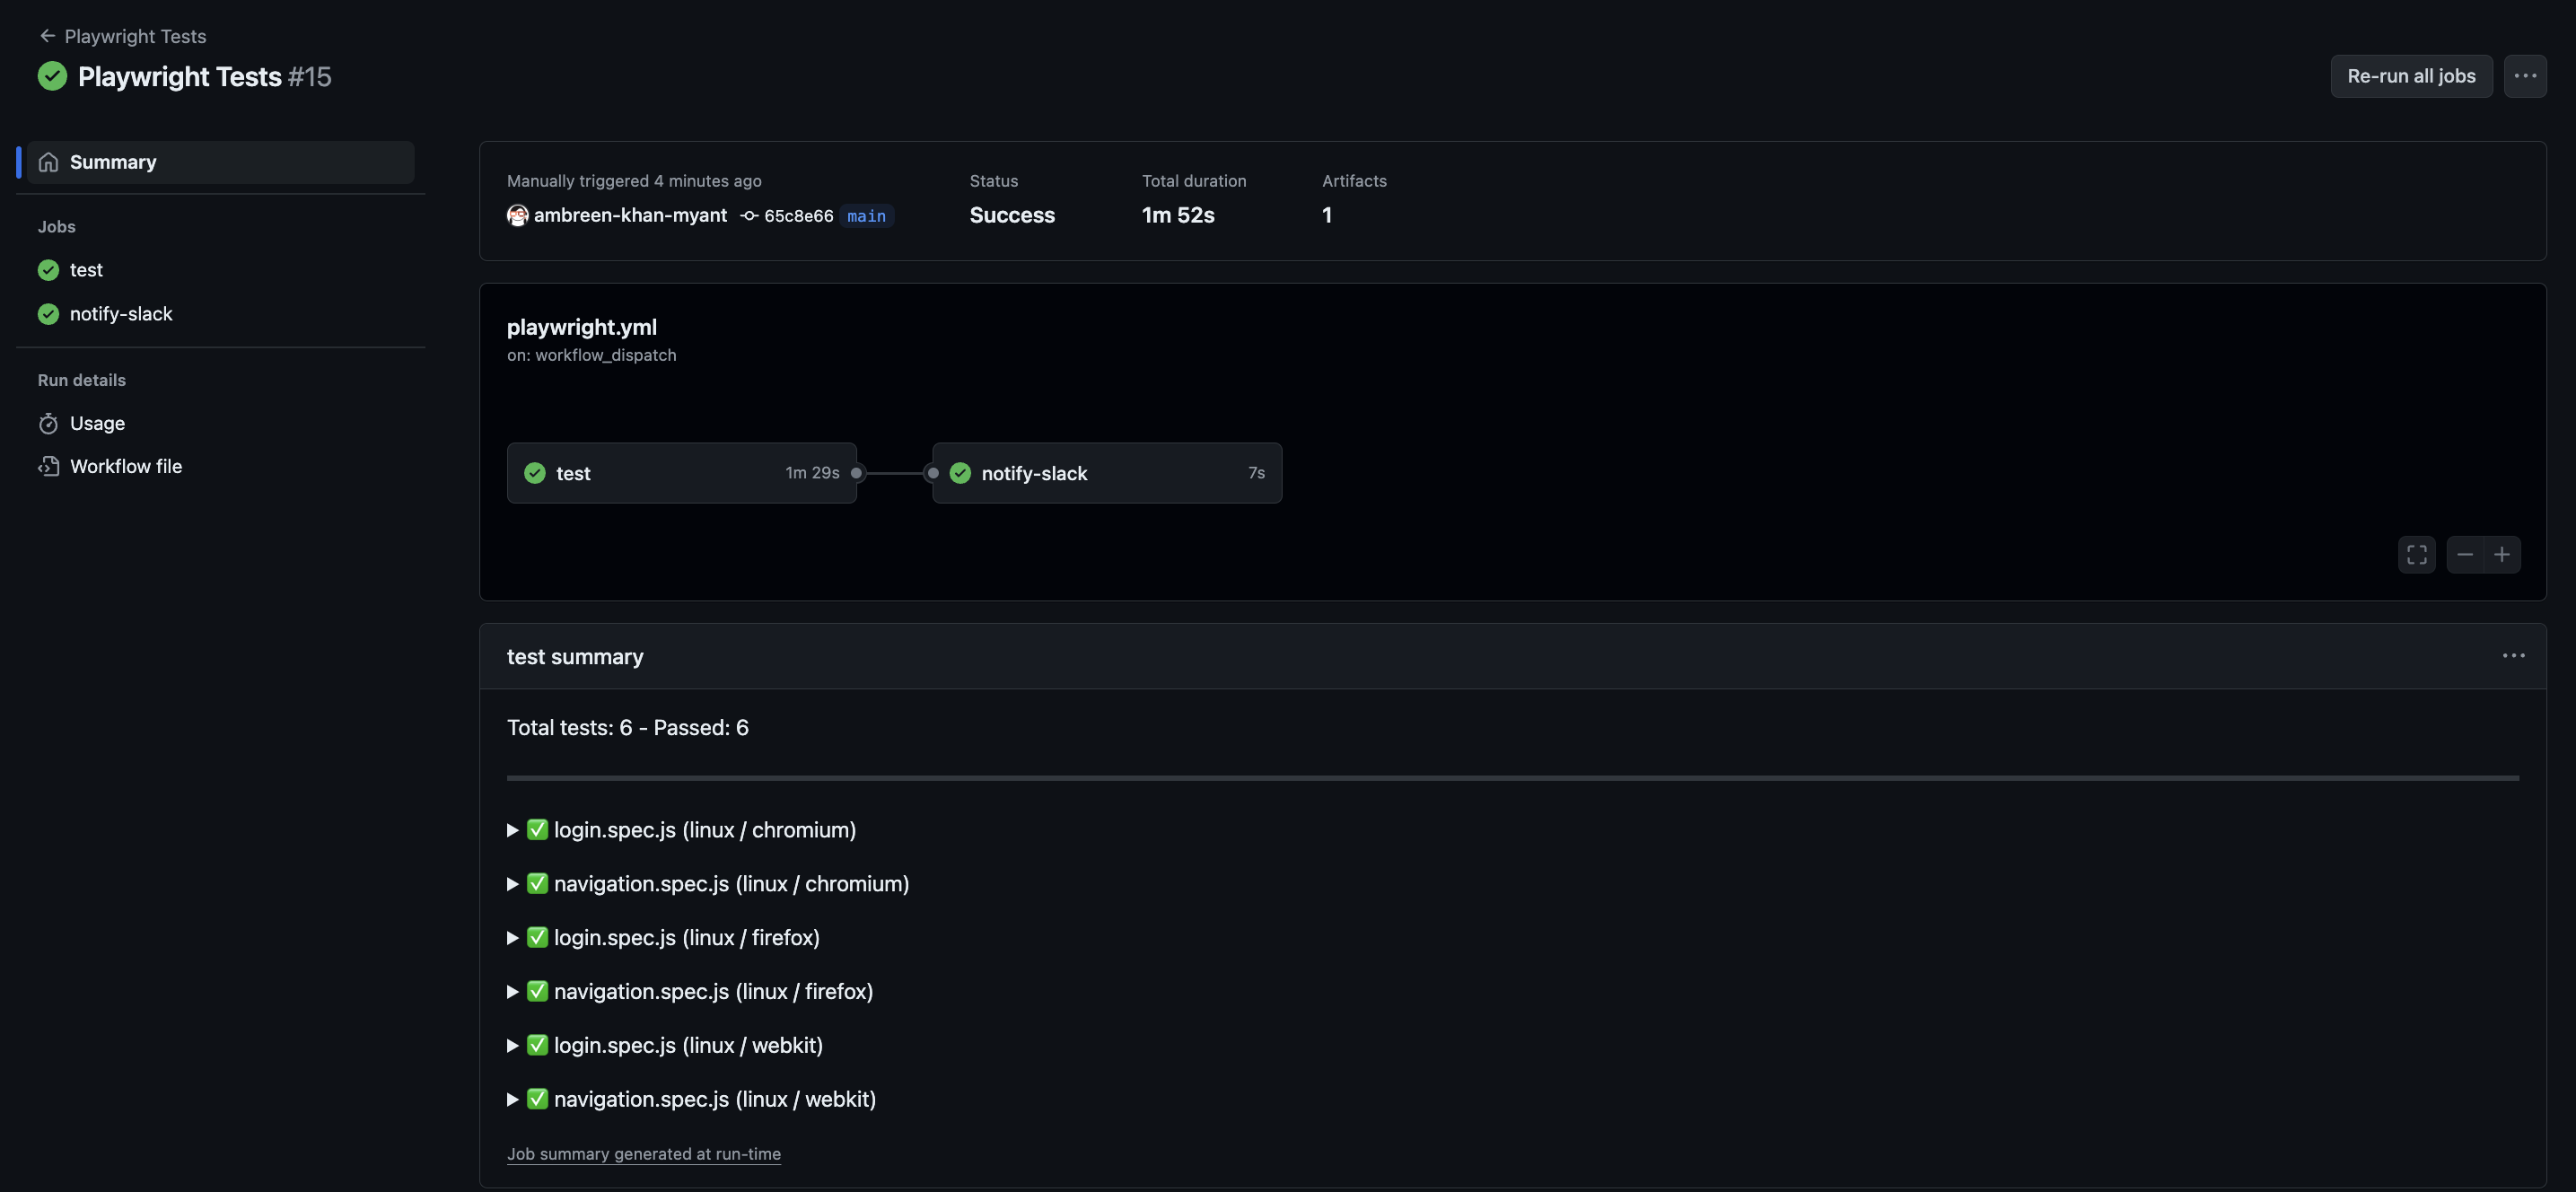 Playwright Tests
Playwright Tests #15
Re-run all jobs
Summary
Jobs
test
notify-slack
Run details
Usage
Workflow file
Manually triggered 4 minutes ago
ambreen-khan-myant 65c8e66 main
Status
Success
Total duration
1m 52s
Artifacts
1
playwright.yml
on: workflow_dispatch
test 1m 29s
notify-slack 7s
test summary
Total tests: 6 - Passed: 6
login.spec.js (linux / chromium)
navigation.spec.js (linux / chromium)
login.spec.js (linux / firefox)
navigation.spec.js (linux / firefox)
login.spec.js (linux / webkit)
navigation.spec.js (linux / webkit)
Job summary generated at run-time